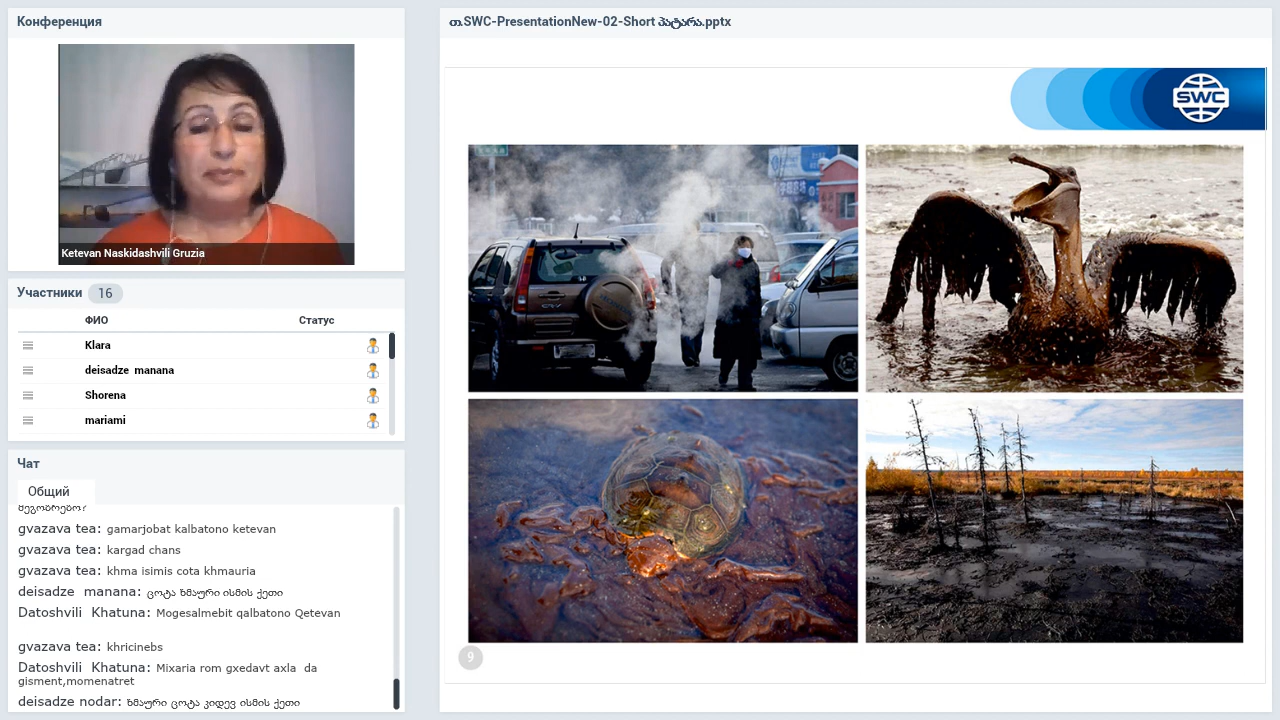 Конференция
Ketevan Naskidashvili Gruzia
Участники 16
ФИО Статус
Klara
deisadze manana
Shorena
mariami
Чат
Общий
gvazava tea: gamarjobat kalbatono ketevan
gvazava tea: kargad chans
gvazava tea: khma isimis cota khmauria
deisadze manana: ცოტა ხმაური ისმის ქეთი
Datoshvili Khatuna: Mogesalmebit qalbatono Qetevan
gvazava tea: khricinebs
Datoshvili Khatuna: Mixaria rom gxedavt axla da
gisment,momenatret
deisadze nodar: ხმაური ცოტა კიდევ ისმის ქეთი
თ.SWC-PresentationNew-02-Short პატარა.pptx
SWC
9